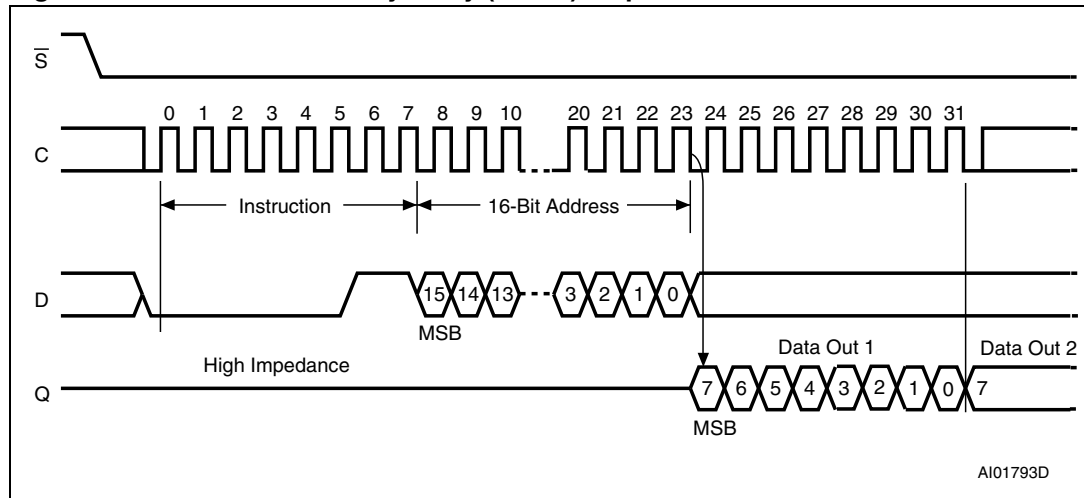 S
0 1 2 3 4 5 6 7 8 9 10 20 21 22 23 24 25 26 27 28 29 30 31
C
Instruction 16-Bit Address
D 15 14 13 3 2 1 0
MSB
High Impedance Data Out 1 Data Out 2
Q 7 6 5 4 3 2 1 0 7
MSB
AI01793D